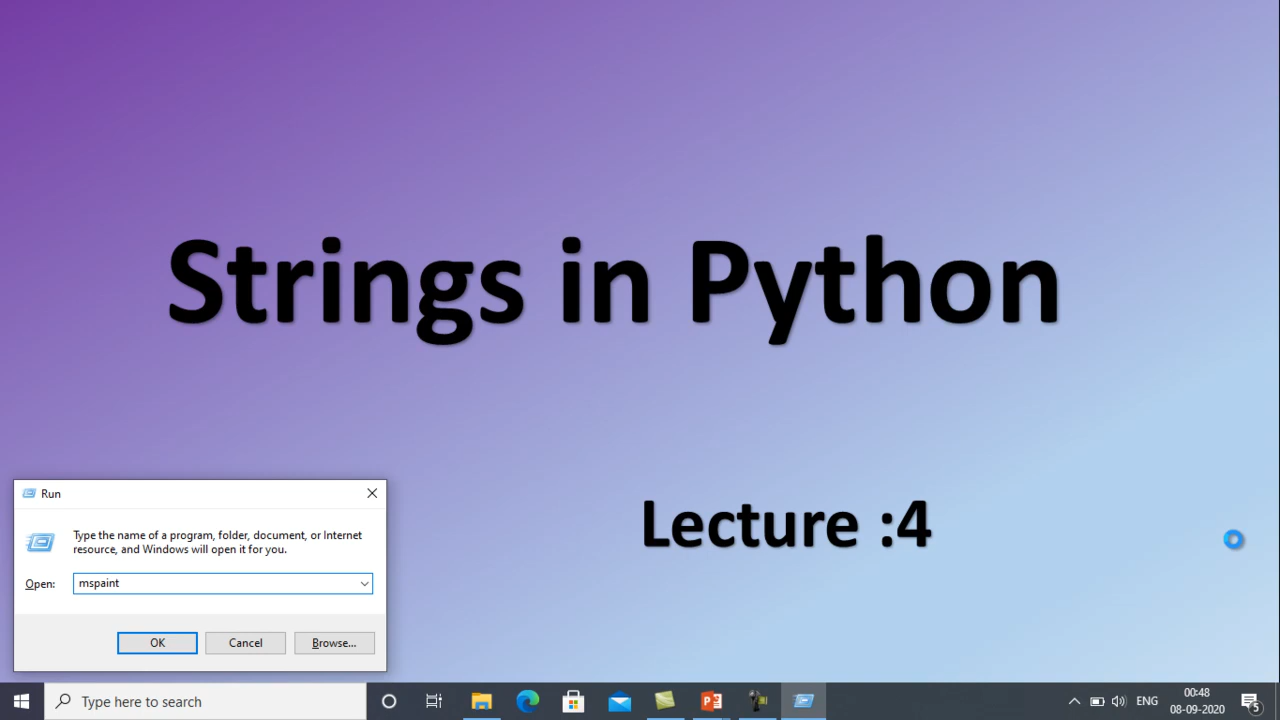 Strings in Python
Lecture :4
Run
Type the name of a program, folder, document, or Internet
resource, and Windows will open it for you.
Open: mspaint
OK Cancel Browse...
Type here to search
ENG
00:48
08-09-2020
5